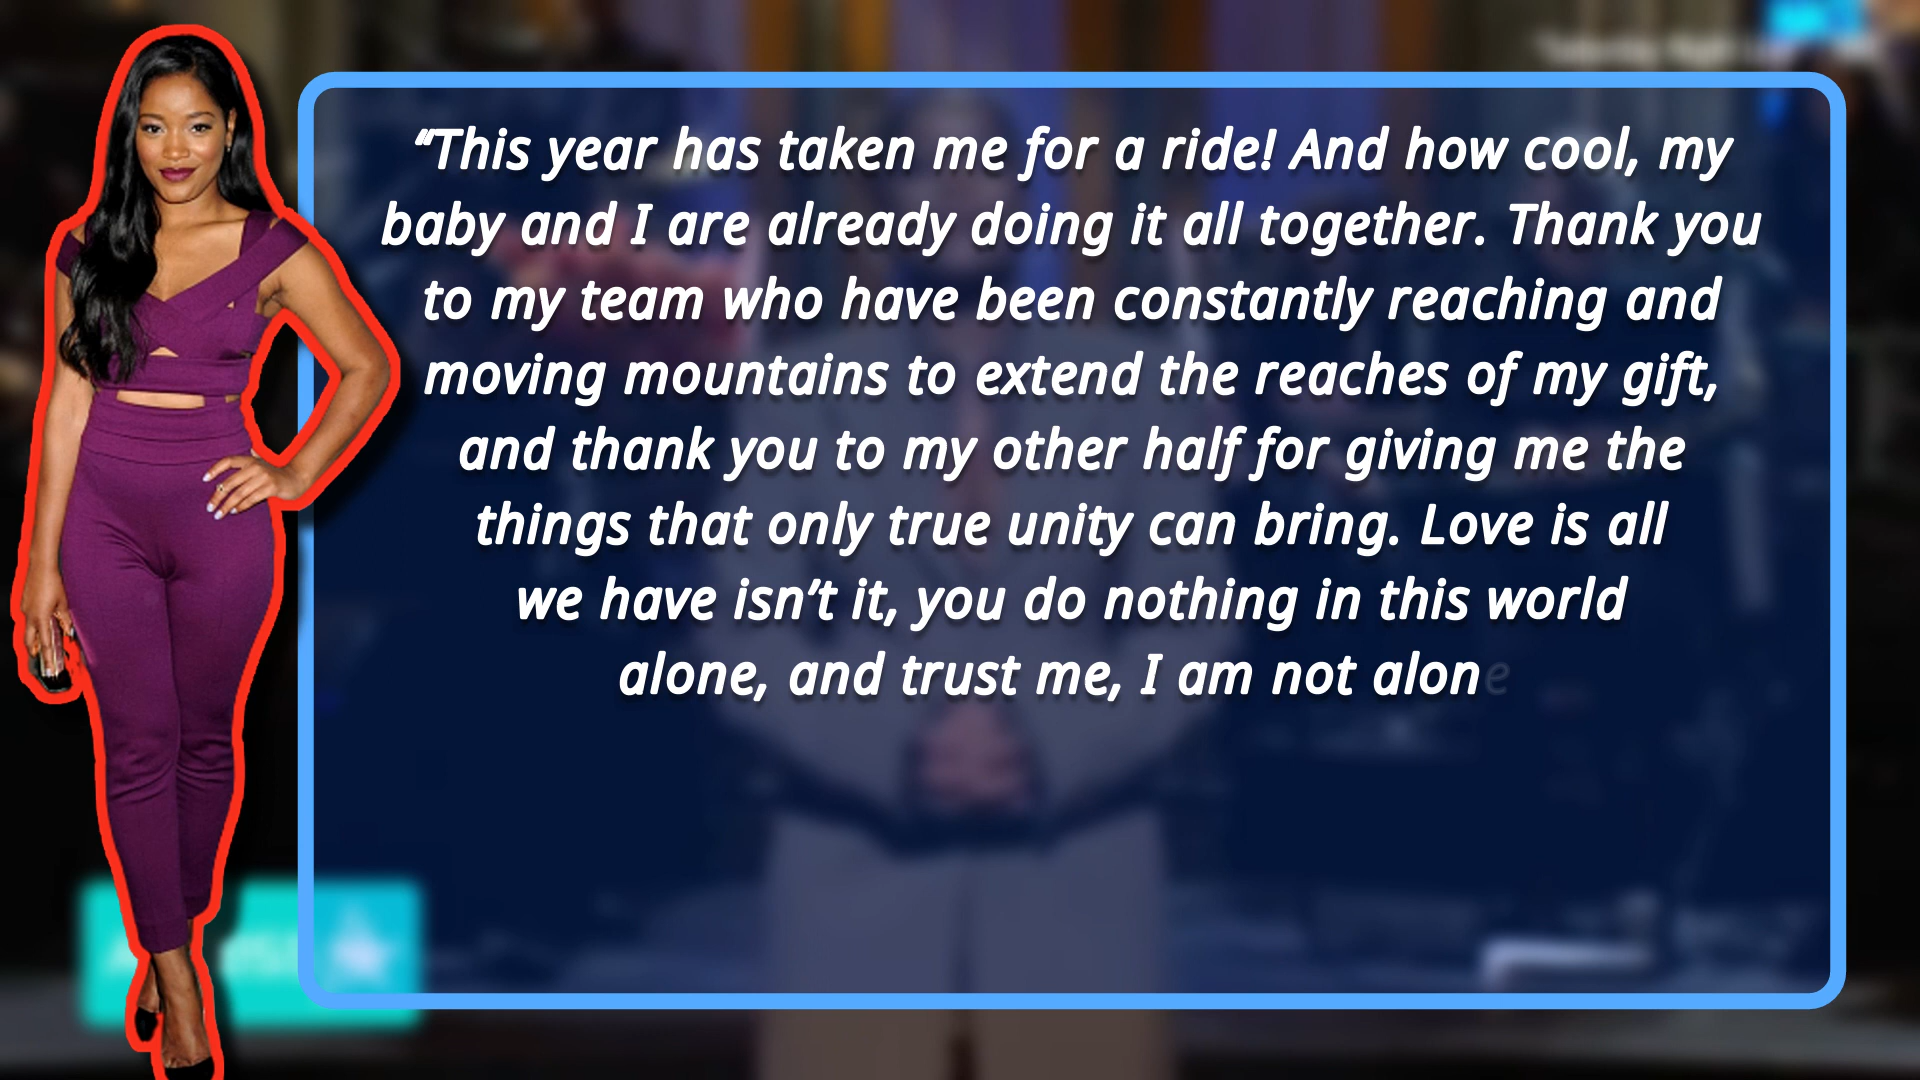 “This year has taken me for a ride! And how cool, my
baby and I are already doing it all together. Thank you
to my team who have been constantly reaching and
moving mountains to extend the reaches of my gift,
and thank you to my other half for giving me the
things that only true unity can bring. Love is all
we have isn’t it, you do nothing in this world
alone, and trust me, I am not alone